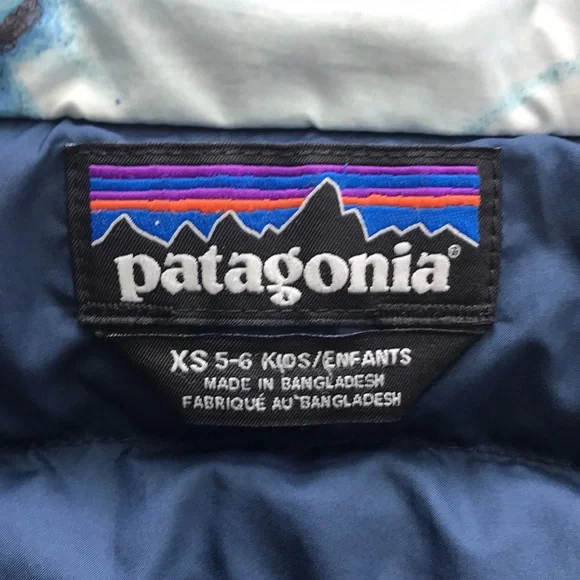 patagonia®
XS 5-6 KIDS/ENFANTS
MADE IN BANGLADESH
FABRIQUÉ AU BANGLADESH